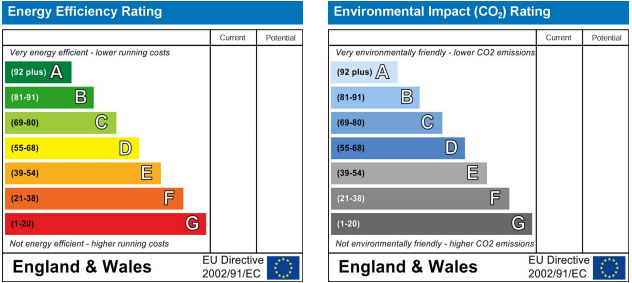 Energy Efficiency Rating
Current Potential
Very energy efficient - lower running costs
(92 plus) A
(81-91) B
(69-80) C
(55-68) D
(39-54) E
(21-38) F
(1-20) G
Not energy efficient - higher running costs
England & Wales
EU Directive
2002/91/EC
Environmental Impact (CO2) Rating
Current Potential
Very environmentally friendly - lower CO2 emissions
(92 plus) A
(81-91) B
(69-80) C
(55-68) D
(39-54) E
(21-38) F
(1-20) G
Not environmentally friendly - higher CO2 emissions
England & Wales
EU Directive
2002/91/EC